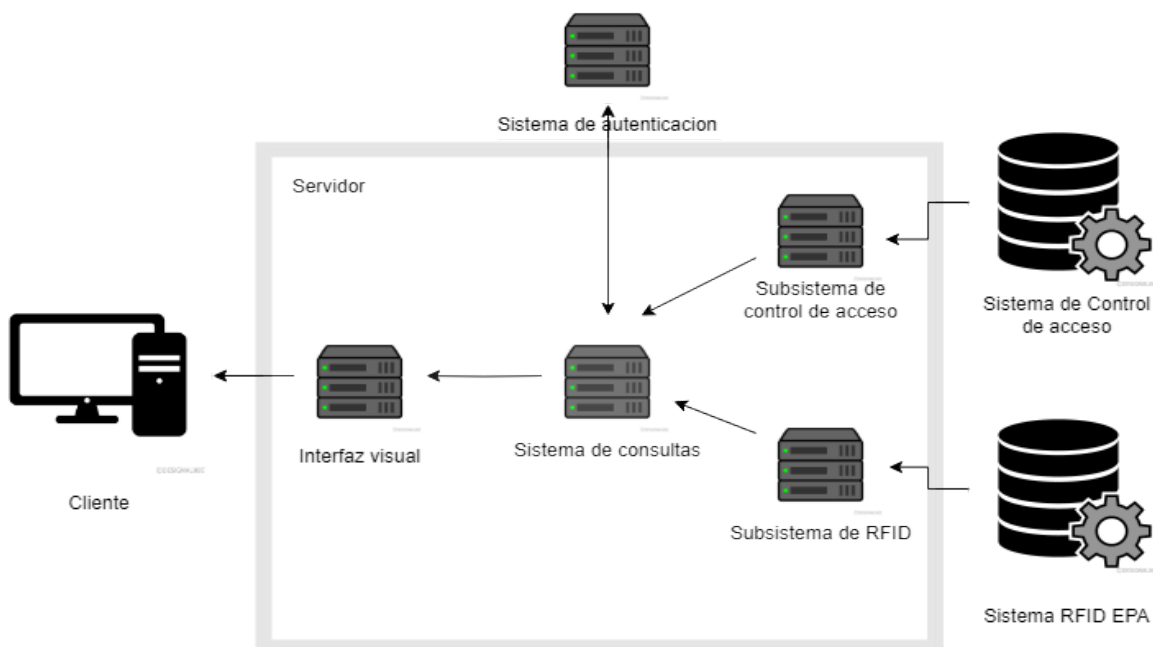 Sistema de autenticacion
Servidor
Subsistema de
control de acceso
Sistema de Control
de acceso
Interfaz visual
Sistema de consultas
Cliente
Subsistema de RFID
Sistema RFID EPA